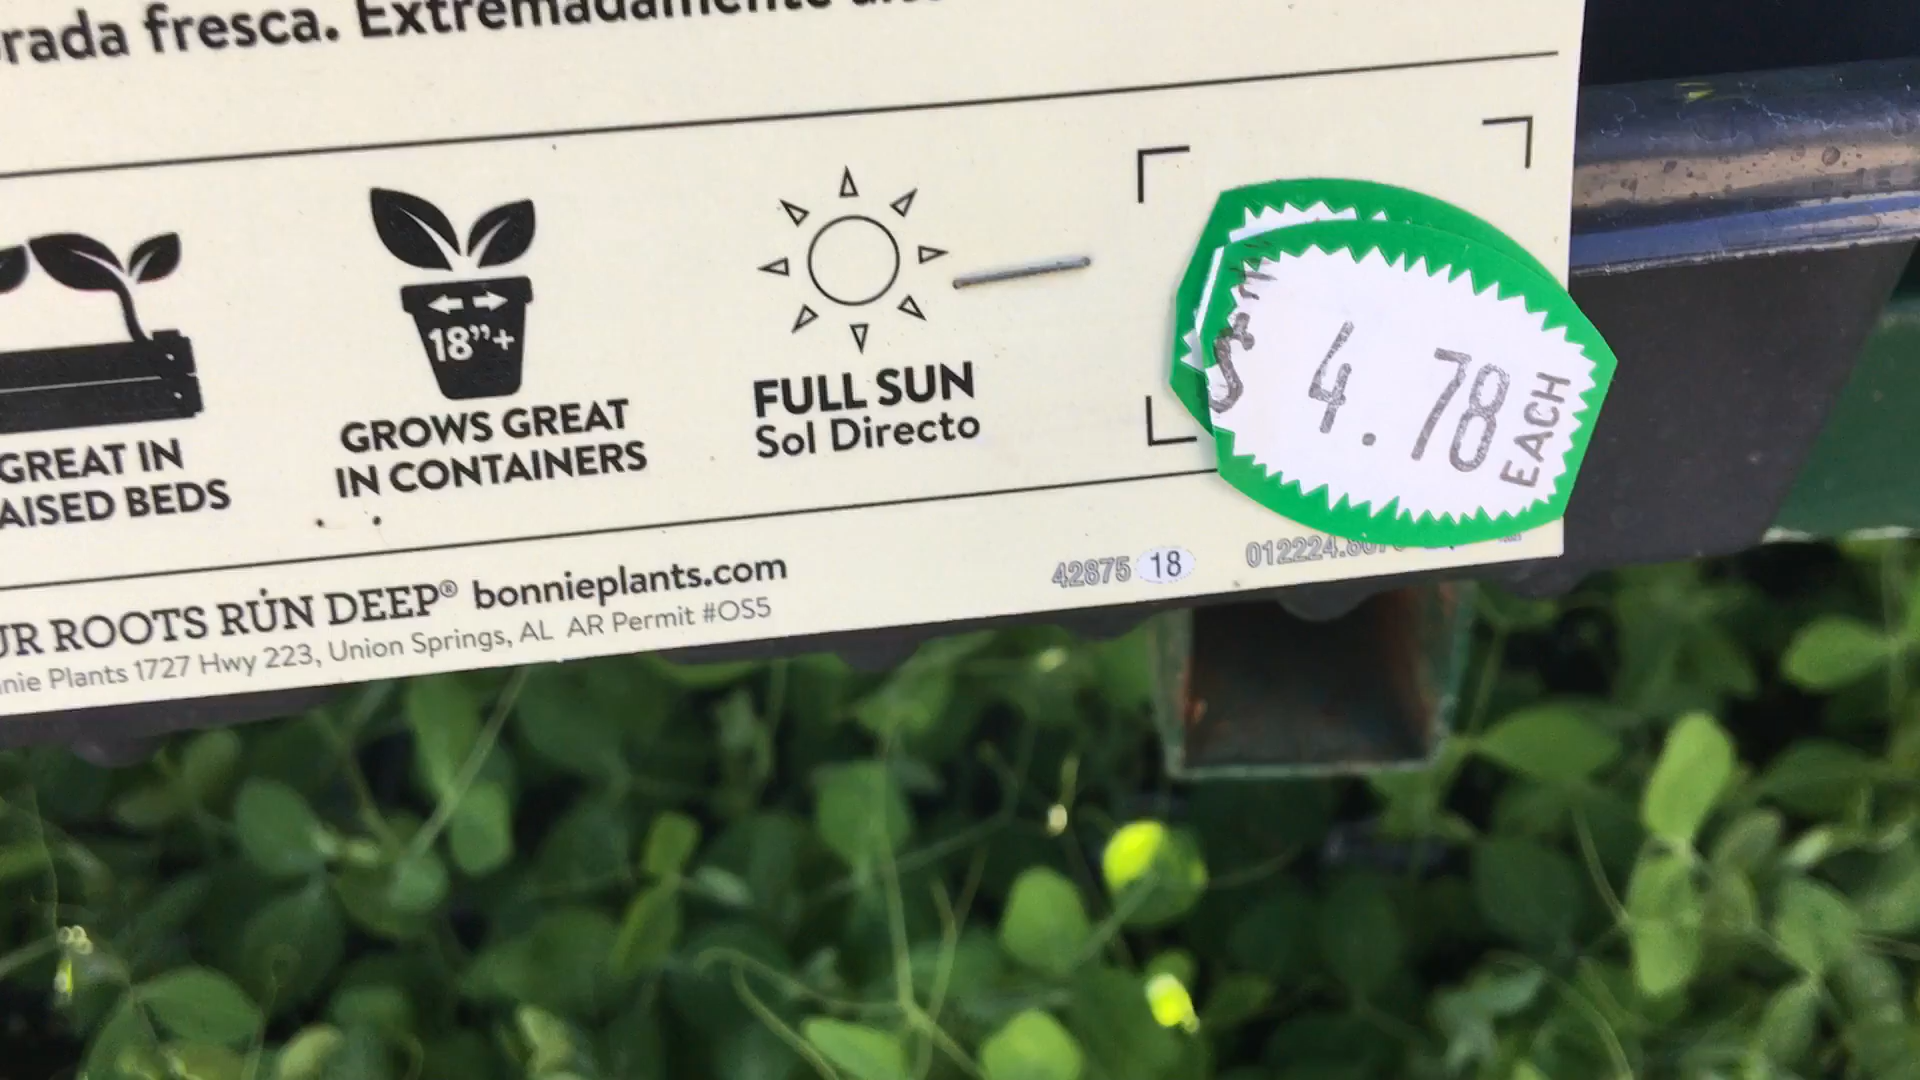 rada fresca. Extremadamente
GREAT IN
AISED BEDS
18”+
GROWS GREAT
IN CONTAINERS
FULL SUN
Sol Directo
$ 4.78 EACH
UR ROOTS RUN DEEP® bonnieplants.com
nie Plants 1727 Hwy 223, Union Springs, AL AR Permit #OS5
42875 18